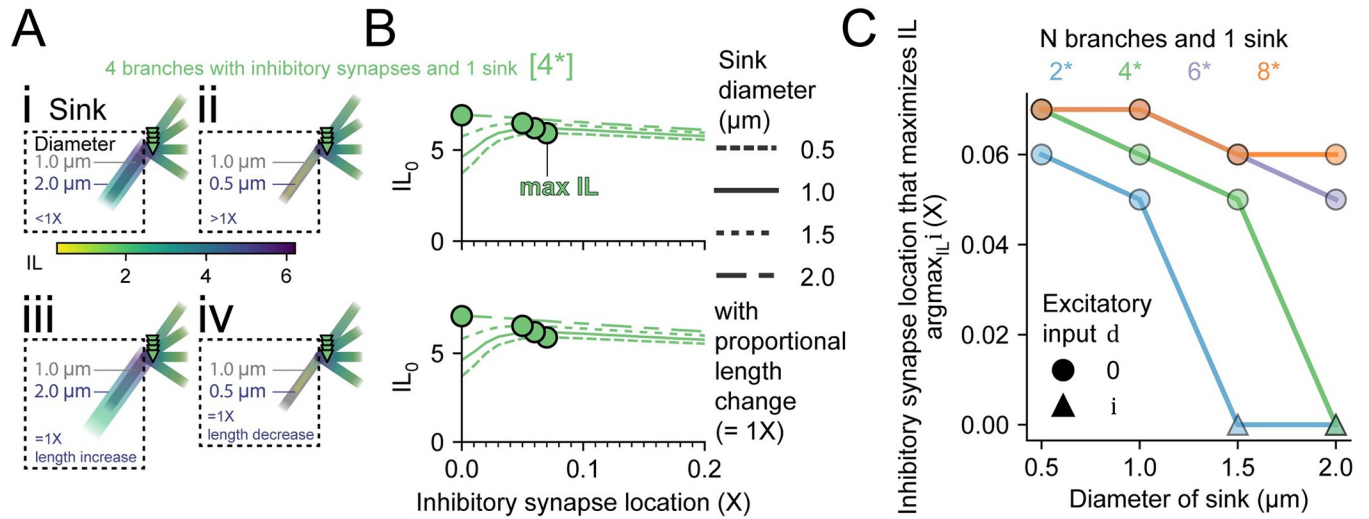 A
B
C
4 branches with inhibitory synapses and 1 sink [4*]
i Sink
Diameter
1.0 µm
2.0 µm
<1X
ii
1.0 µm
0.5 µm
>1X
IL
2 4 6
iii
1.0 µm
2.0 µm
=1X
length increase
iv
1.0 µm
0.5 µm
=1X
length decrease
IL0
5
0
max IL
IL0
5
0
0.0 0.1 0.2
Inhibitory synapse location (X)
Sink
diameter
(µm)
0.5
1.0
1.5
2.0
with
proportional
length
change
(= 1X)
N branches and 1 sink
2* 4* 6* 8*
Inhibitory synapse location that maximizes IL
argmaxIL i (X)
0.06
0.04
0.02
0.00
Excitatory
input d
0
i
0.5 1.0 1.5 2.0
Diameter of sink (µm)